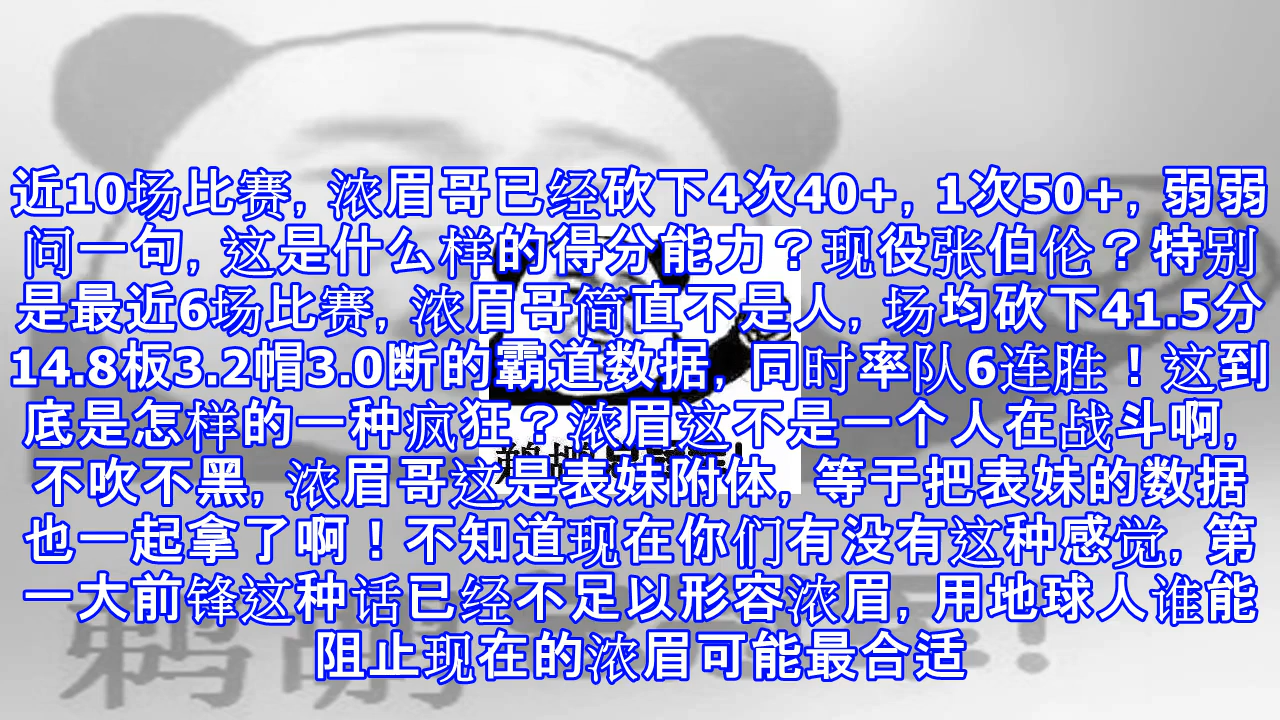 近10场比赛, 浓眉哥已经砍下4次40+, 1次50+, 弱弱
问一句, 这是什么样的得分能力？现役张伯伦？特别
是最近6场比赛, 浓眉哥简直不是人, 场均砍下41.5分
14.8板3.2帽3.0断的霸道数据, 同时率队6连胜！这到
底是怎样的一种疯狂？浓眉这不是一个人在战斗啊,
不吹不黑, 浓眉哥这是表妹附体, 等于把表妹的数据
也一起拿了啊！不知道现在你们有没有这种感觉, 第
一大前锋这种话已经不足以形容浓眉, 用地球人谁能
阻止现在的浓眉可能最合适